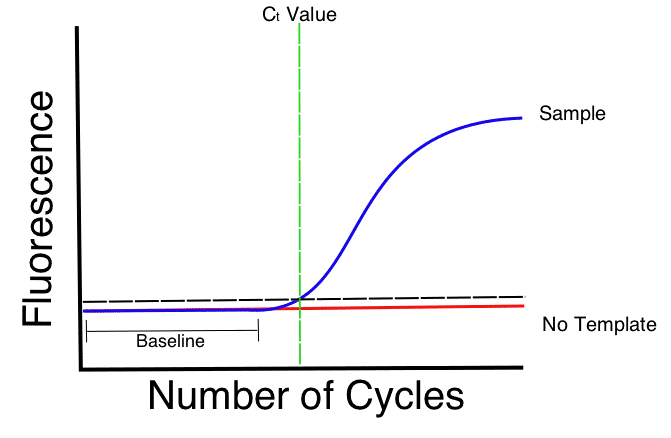 Ct Value
Sample
Fluorescence
No Template
Baseline
Number of Cycles